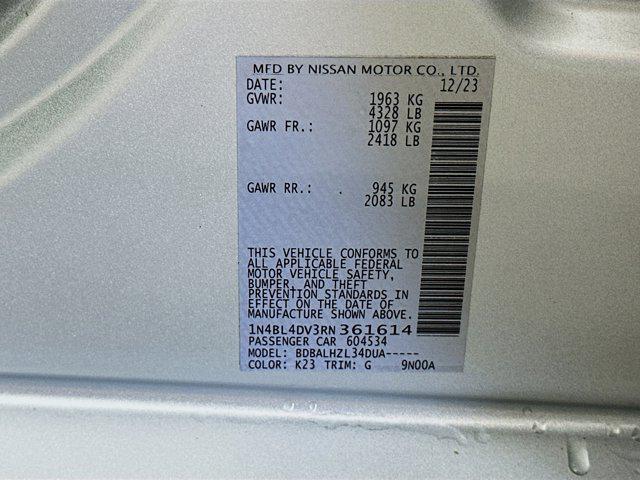 MFD BY NISSAN MOTOR CO., LTD.
DATE: 12/23
GVWR: 1963 KG
4328 LB
GAWR FR.: 1097 KG
2418 LB
GAWR RR.: 945 KG
2083 LB
THIS VEHICLE CONFORMS TO
ALL APPLICABLE FEDERAL
MOTOR VEHICLE SAFETY,
BUMPER, AND THEFT
PREVENTION STANDARDS IN
EFFECT ON THE DATE OF
MANUFACTURE SHOWN ABOVE.
1N4BL4DV3RN361614
PASSENGER CAR 604534
MODEL: BDBALHZL34DUA-----
COLOR: K23 TRIM: G 9N00A